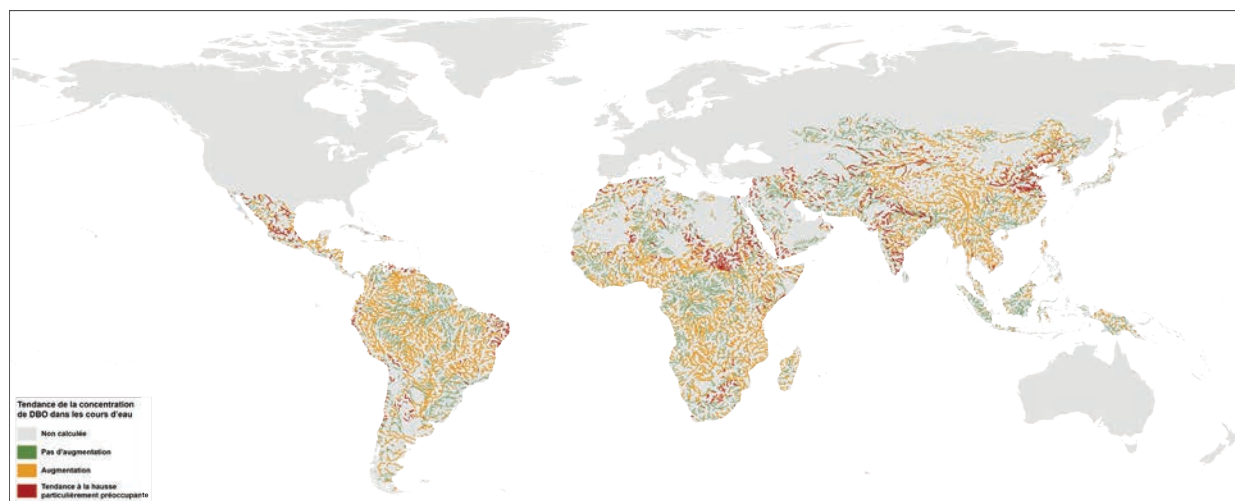 Tendance de la concentration
de DBO dans les cours d'eau
Non calculée
Pas d'augmentation
Augmentation
Tendance à la hausse
particulièrement préoccupante